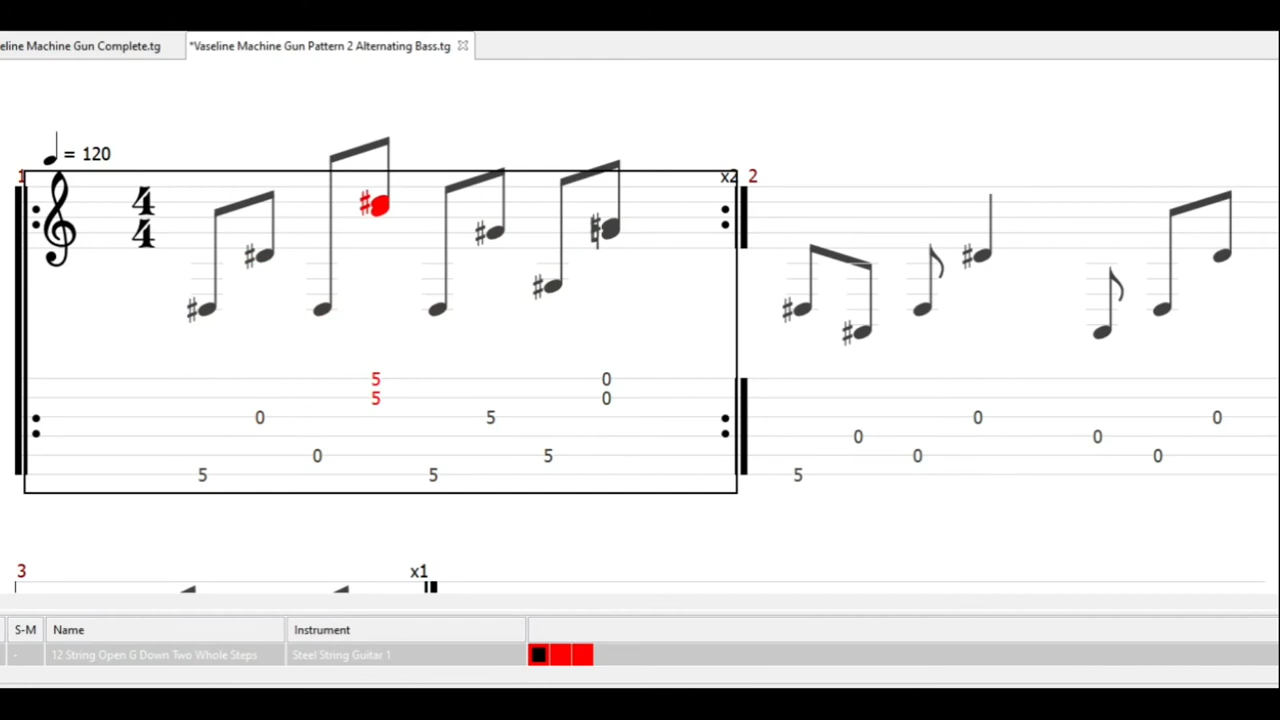 eline Machine Gun Complete.tg
*Vaseline Machine Gun Pattern 2 Alternating Bass.tg
= 120
1 x2 2
4 4
5 0 0
5 0
0 5 0 0
0 0
0 5 0 0
5 5 5
3 x1
S-M Name Instrument
- 12 String Open G Down Two Whole Steps Steel String Guitar 1